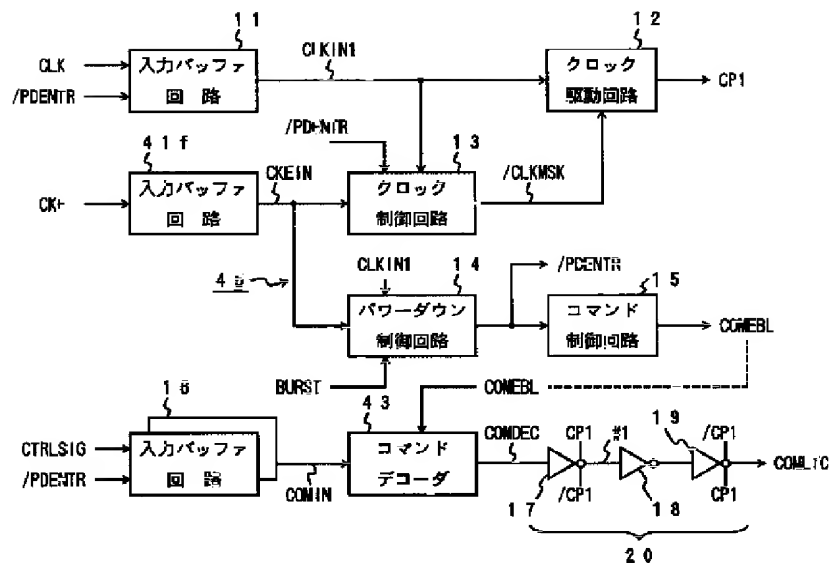 １１
CLKIN1
１２
CLK
入力バッファ
回路
クロック
駆動回路
CP1
/PDENTR
/PDENTR
４１f
１３
CKEIN
入力バッファ
回路
クロック
制御回路
/CLKMSK
CLKIN1
１４
/PDENTR
１５
パワーダウン
制御回路
コマンド
制御回路
COMEBL
BURST
COMEBL
１６
４３
CTRLSIG
/PDENTR
入力バッファ
回路
COMIN
コマンド
デコーダ
COMDEC
CP1
#1
１９
/CP1
１７
/CP1
１８
CP1
２０